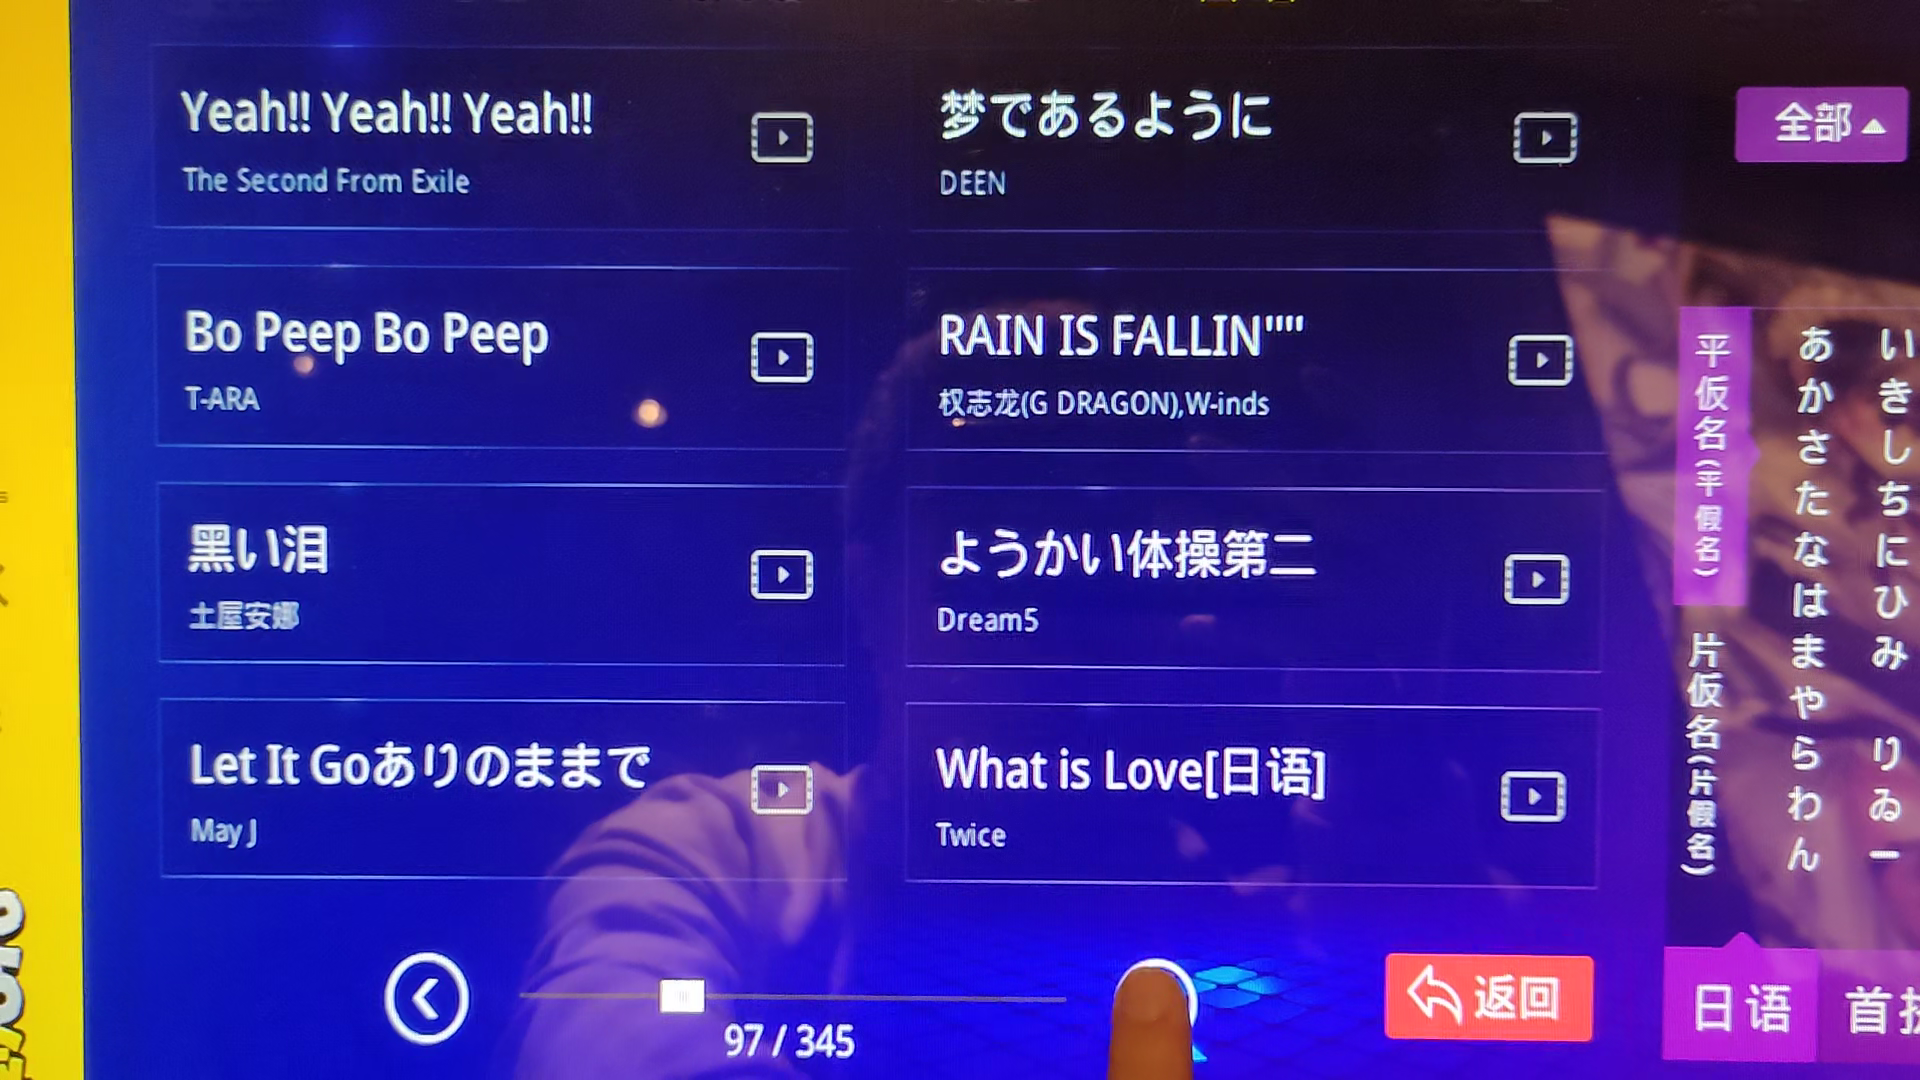 Yeah!! Yeah!! Yeah!!
The Second From Exile
梦であるように
DEEN
Bo Peep Bo Peep
T-ARA
RAIN IS FALLIN""
权志龙(G DRAGON),W-inds
黑い泪
土屋安娜
ようかい体操第二
Dream5
Let It Goありのままで
May J
What is Love[日语]
Twice
97 / 345
返回
全部
平仮名(平假名)
片仮名(片假名)
あかさたなはまやらわん
いきしちにひみ りゐー
日语
首